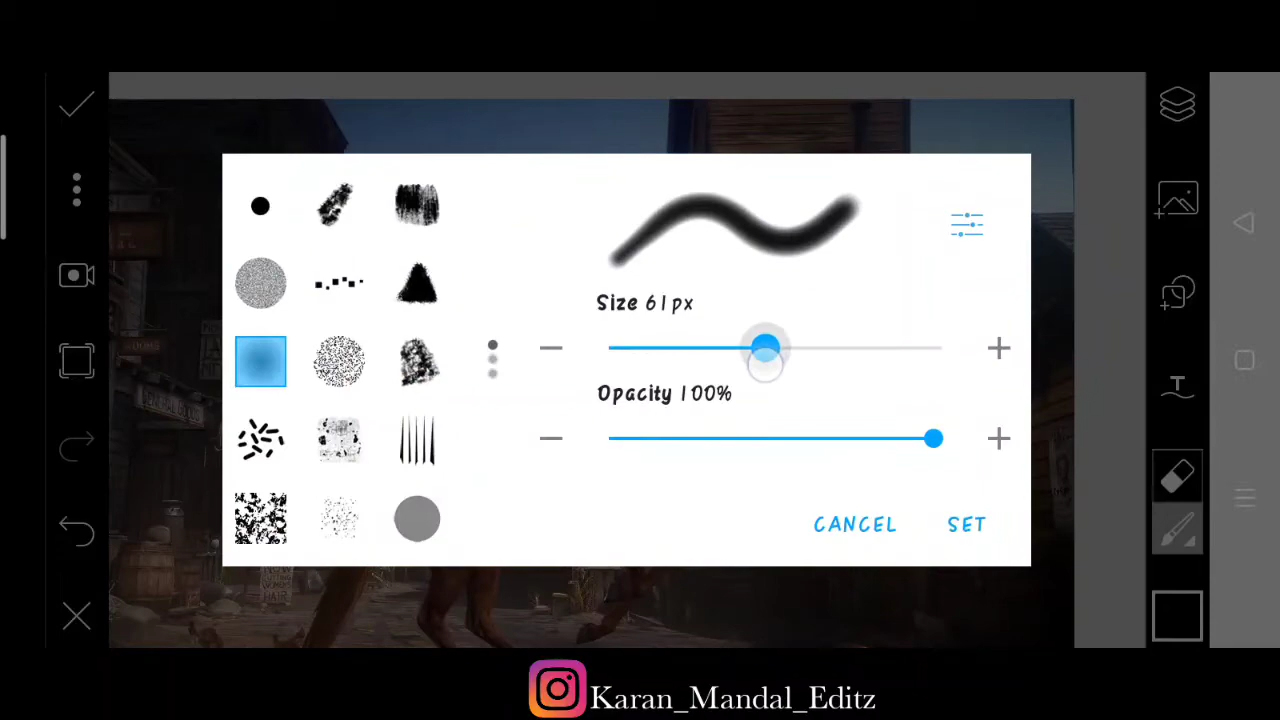 Size 61px
Opacity 100%
CANCEL SET
T
Karan_Mandal_Editz